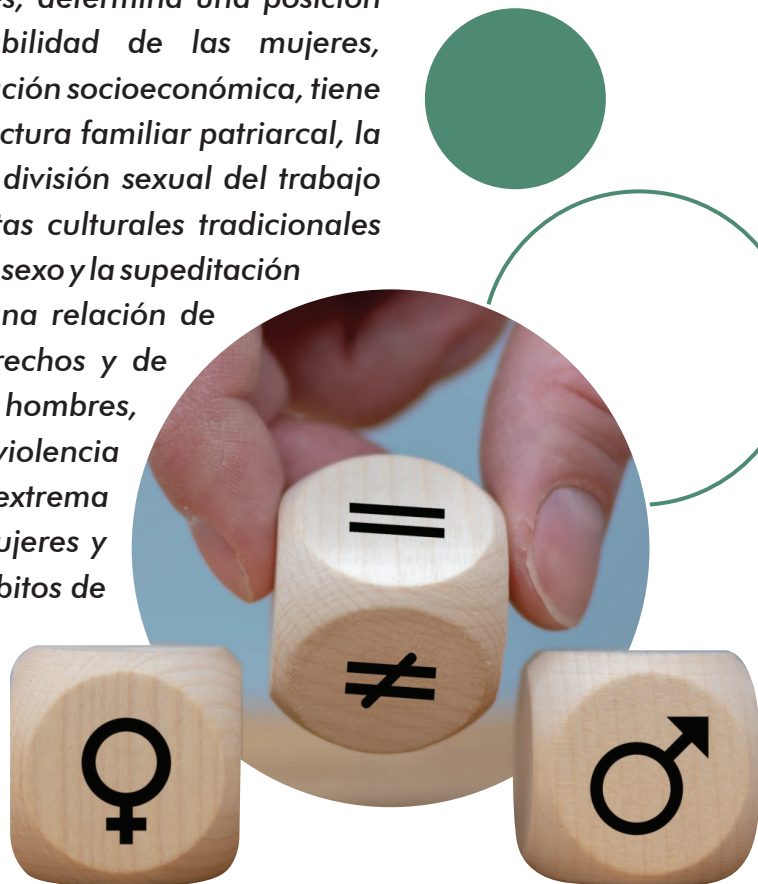 determina una posición
bilidad de las mujeres,
ción socioeconómica, tiene
ctura familiar patriarcal, la
división sexual del trabajo
tas culturales tradicionales
sexo y la supeditación
na relación de
rechos y de
hombres,
violencia
extrema
ujeres y
bitos de
=
≠
♀
♂